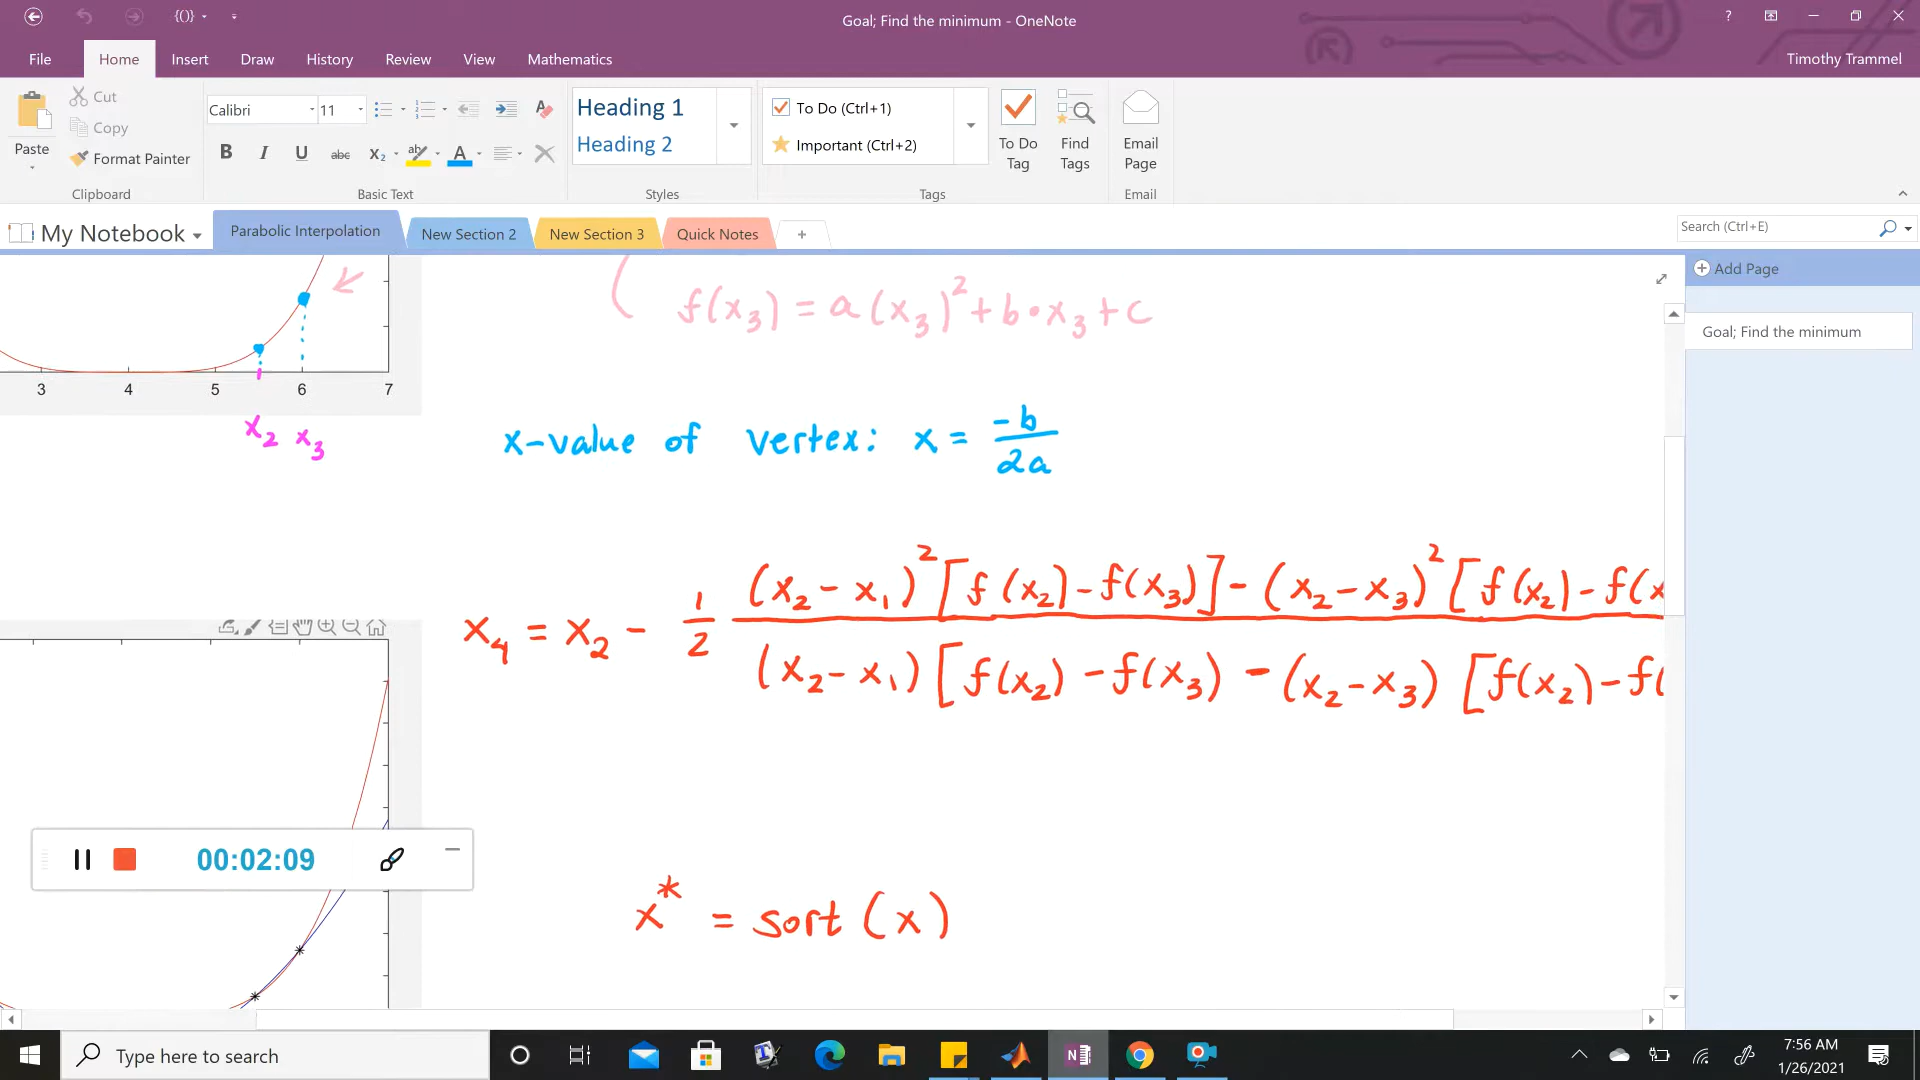 Goal; Find the minimum - OneNote
?
File Home Insert Draw History Review View Mathematics Timothy Trammel
Paste
Cut
Copy
Format Painter
Clipboard
Calibri 11
B I U abc X₂ ab A
Basic Text
Heading 1
Heading 2
Styles
To Do (Ctrl+1)
Important (Ctrl+2)
Tags
To Do Tag
Find Tags
Email Page
Email
My Notebook Parabolic Interpolation New Section 2 New Section 3 Quick Notes + Search (Ctrl+E)
Add Page
Goal; Find the minimum
f(x₃) = a(x₃)² + b•x₃ + c
3 4 5 6 7
x₂ x₃
x-value of vertex: x = -b/2a
x₄ = x₂ - 1/2 (x₂ - x₁)² [f(x₂) - f(x₃)] - (x₂ - x₃)² [f(x₂) - f(x
(x₂ - x₁) [f(x₂) - f(x₃) - (x₂ - x₃) [f(x₂) - f(
00:02:09
x* = sort (x)
Type here to search
N
7:56 AM
1/26/2021